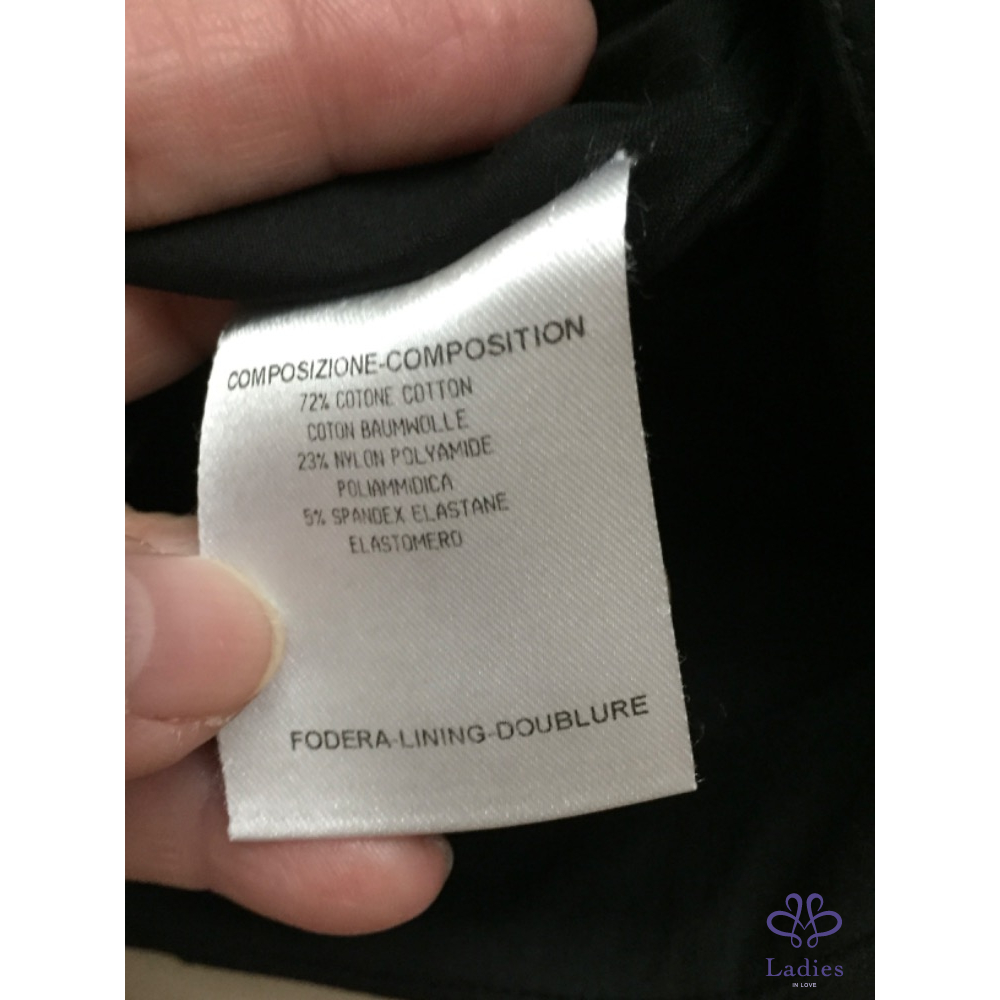 COMPOSIZIONE-COMPOSITION
72% COTONE COTTON
COTON BAUMWOLLE
23% NYLON POLYAMIDE
POLIAMMIDICA
5% SPANDEX ELASTANE
ELASTOMERO
FODERA-LINING-DOUBLURE
Ladies
IN LOVE